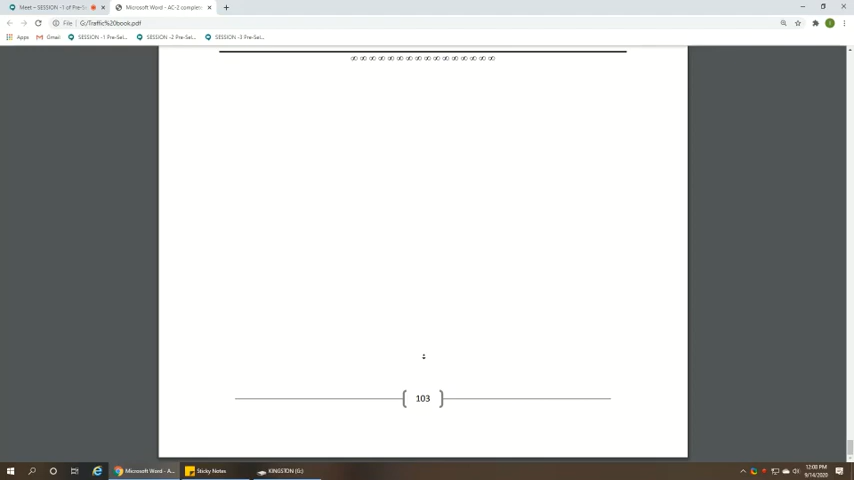 Meet – SESSION -1 of Pre-Sel
Microsoft Word - AC-2 complet
File
G:/Traffic%20book.pdf
Apps
Gmail
SESSION -1 Pre-Sel...
SESSION -2 Pre-Sel...
SESSION -3 Pre-Sel...
∞ ∞ ∞ ∞ ∞ ∞ ∞ ∞ ∞ ∞ ∞ ∞ ∞ ∞ ∞ ∞
103
Microsoft Word - A...
Sticky Notes
KINGSTON (G:)
12:08 PM
9/14/2020